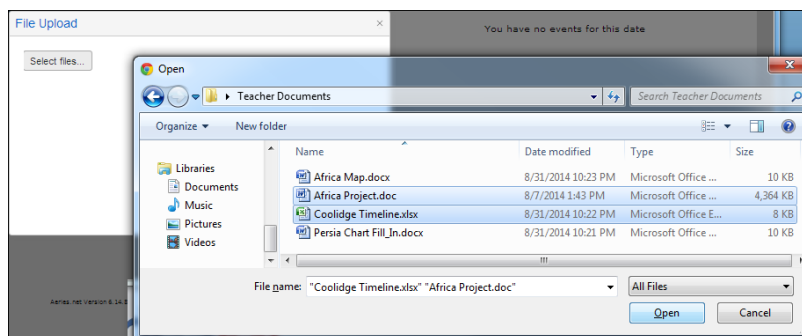 File Upload ×
You have no events for this date
Select files...
Open
Teacher Documents
Search Teacher Documents
Organize
New folder
Name Date modified Type Size
Libraries
Documents
Music
Pictures
Videos
Africa Map.docx 8/31/2014 10:23 PM Microsoft Office ... 10 KB
Africa Project.doc 8/7/2014 1:43 PM Microsoft Office ... 4,364 KB
Coolidge Timeline.xlsx 8/31/2014 10:22 PM Microsoft Office E... 8 KB
Persia Chart Fill_In.docx 8/31/2014 10:21 PM Microsoft Office ... 10 KB
File name: "Coolidge Timeline.xlsx" "Africa Project.doc" All Files
Open Cancel
Aeries.net Version